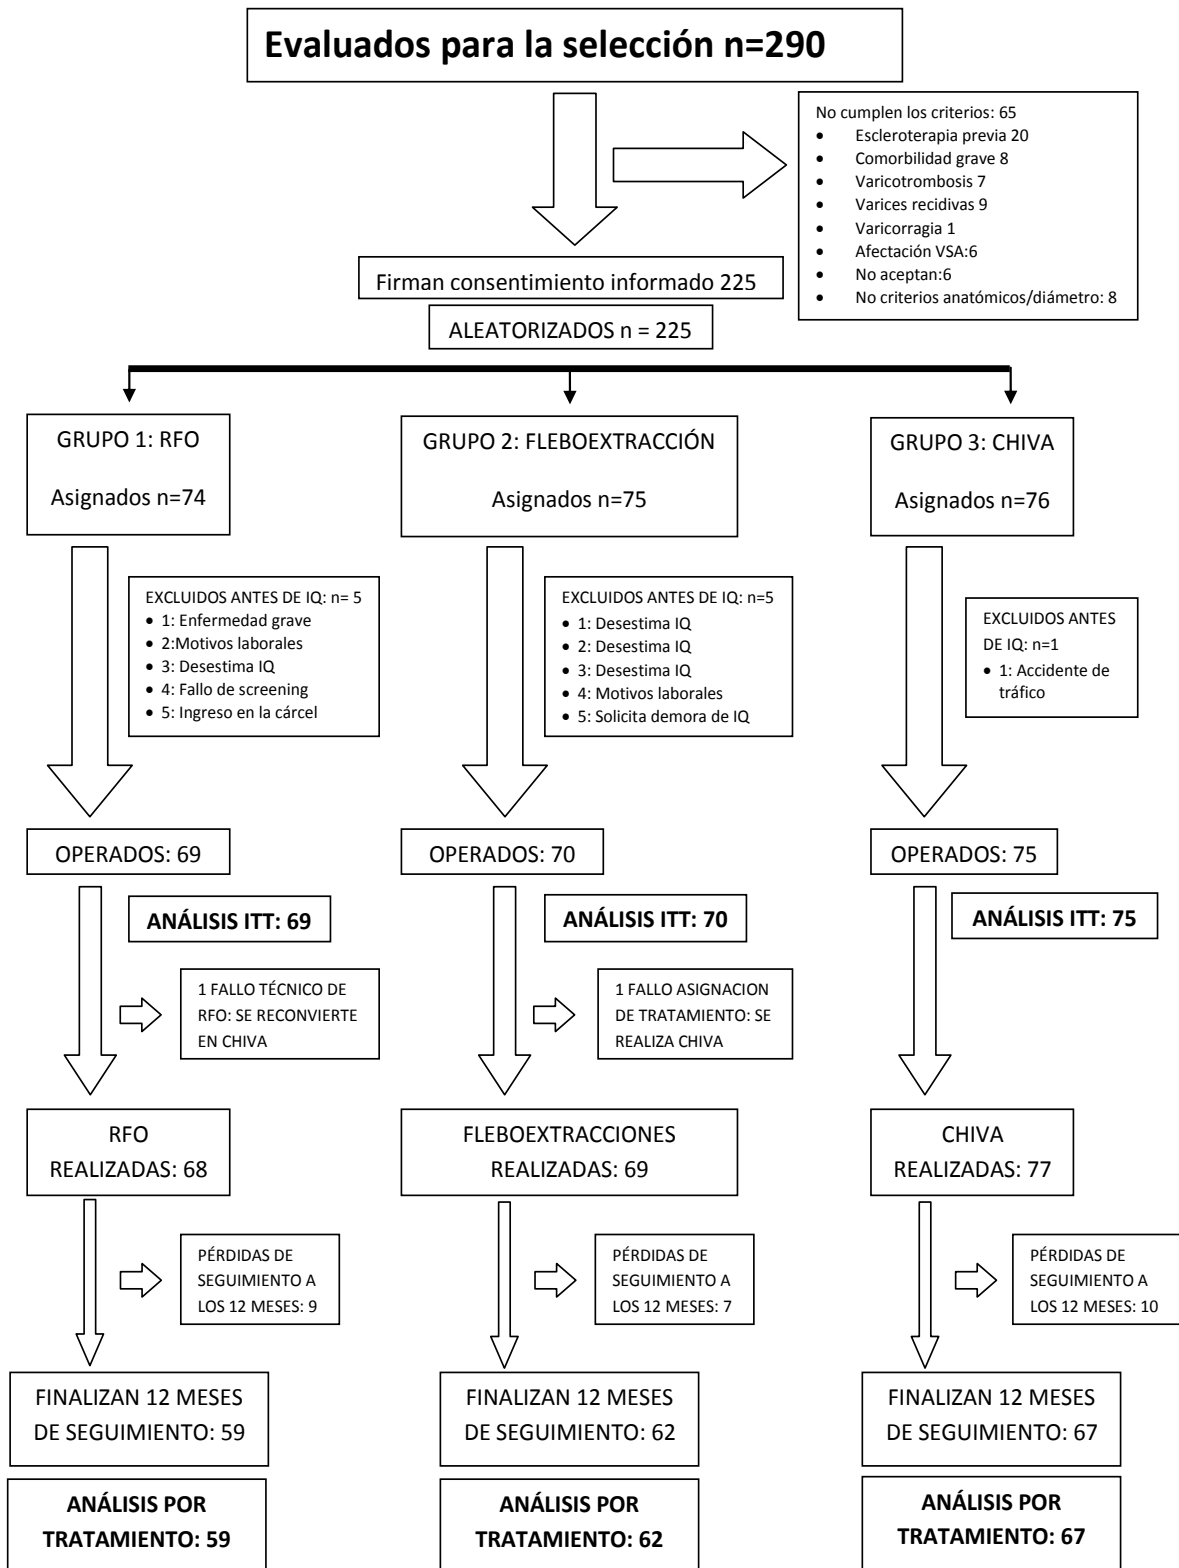 Evaluados para la selección n=290
No cumplen los criterios: 65
• Escleroterapia previa 20
• Comorbilidad grave 8
• Varicotrombosis 7
• Varices recidivas 9
• Varicorragia 1
• Afectación VSA:6
• No aceptan:6
• No criterios anatómicos/diámetro: 8
Firman consentimiento informado 225
ALEATORIZADOS n = 225
GRUPO 1: RFO
Asignados n=74
GRUPO 2: FLEBOEXTRACCIÓN
Asignados n=75
GRUPO 3: CHIVA
Asignados n=76
EXCLUIDOS ANTES DE IQ: n= 5
• 1: Enfermedad grave
• 2:Motivos laborales
• 3: Desestima IQ
• 4: Fallo de screening
• 5: Ingreso en la cárcel
EXCLUIDOS ANTES DE IQ: n=5
• 1: Desestima IQ
• 2: Desestima IQ
• 3: Desestima IQ
• 4: Motivos laborales
• 5: Solicita demora de IQ
EXCLUIDOS ANTES
DE IQ: n=1
• 1: Accidente de
tráfico
OPERADOS: 69
OPERADOS: 70
OPERADOS: 75
ANÁLISIS ITT: 69
ANÁLISIS ITT: 70
ANÁLISIS ITT: 75
1 FALLO TÉCNICO DE
RFO: SE RECONVIERTE
EN CHIVA
1 FALLO ASIGNACION
DE TRATAMIENTO: SE
REALIZA CHIVA
RFO
REALIZADAS: 68
FLEBOEXTRACCIONES
REALIZADAS: 69
CHIVA
REALIZADAS: 77
PÉRDIDAS DE
SEGUIMIENTO A
LOS 12 MESES: 9
PÉRDIDAS DE
SEGUIMIENTO A
LOS 12 MESES: 7
PÉRDIDAS DE
SEGUIMIENTO A
LOS 12 MESES: 10
FINALIZAN 12 MESES
DE SEGUIMIENTO: 59
FINALIZAN 12 MESES
DE SEGUIMIENTO: 62
FINALIZAN 12 MESES
DE SEGUIMIENTO: 67
ANÁLISIS POR
TRATAMIENTO: 59
ANÁLISIS POR
TRATAMIENTO: 62
ANÁLISIS POR
TRATAMIENTO: 67